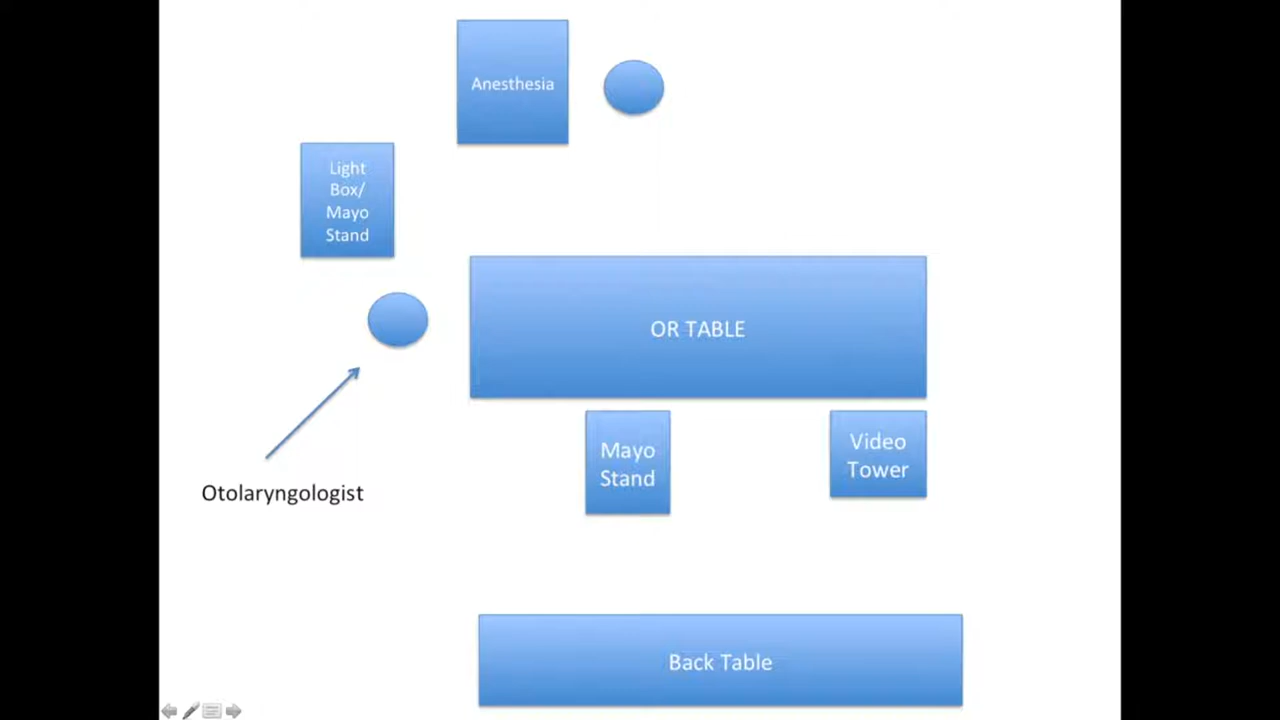 Anesthesia
Light
Box/
Mayo
Stand
OR TABLE
Mayo
Stand
Video
Tower
Otolaryngologist
Back Table